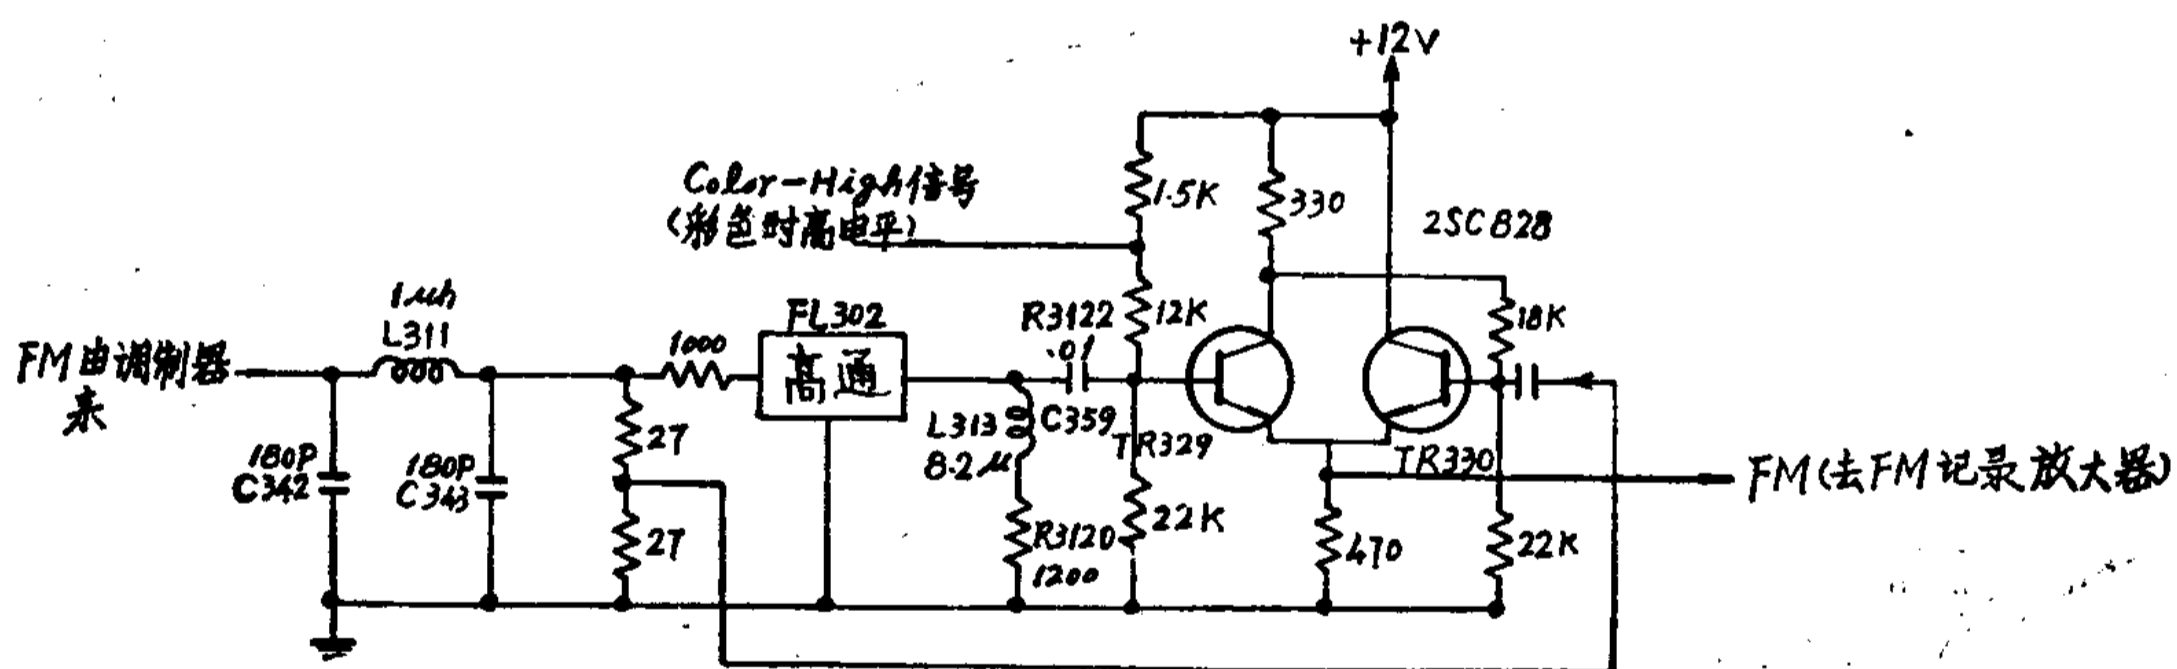 +12V
Color-High信号
(彩色时高电平)
1.5K
330
2SC828
1μh
L311
FL302
R3122
12K
18K
FM由调制器
来
1000
高通
.01
L313
8.2μ
C359
TR329
TR330
27
180P
C342
180P
C343
FM(去FM记录放大器)
27
R3120
1200
22K
470
22K